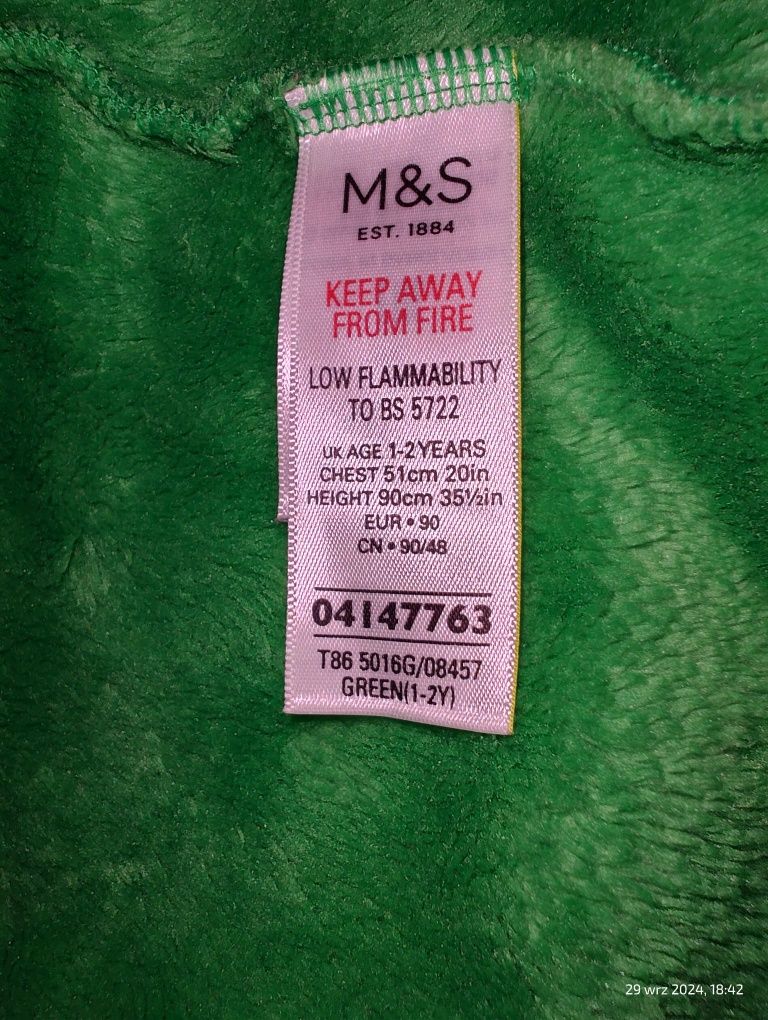 M&S
EST. 1884
KEEP AWAY
FROM FIRE
LOW FLAMMABILITY
TO BS 5722
UK AGE 1-2YEARS
CHEST 51cm 20in
HEIGHT 90cm 35½in
EUR • 90
CN • 90/48
04147763
T86 5016G/08457
GREEN(1-2Y)
29 wrz 2024, 18:42